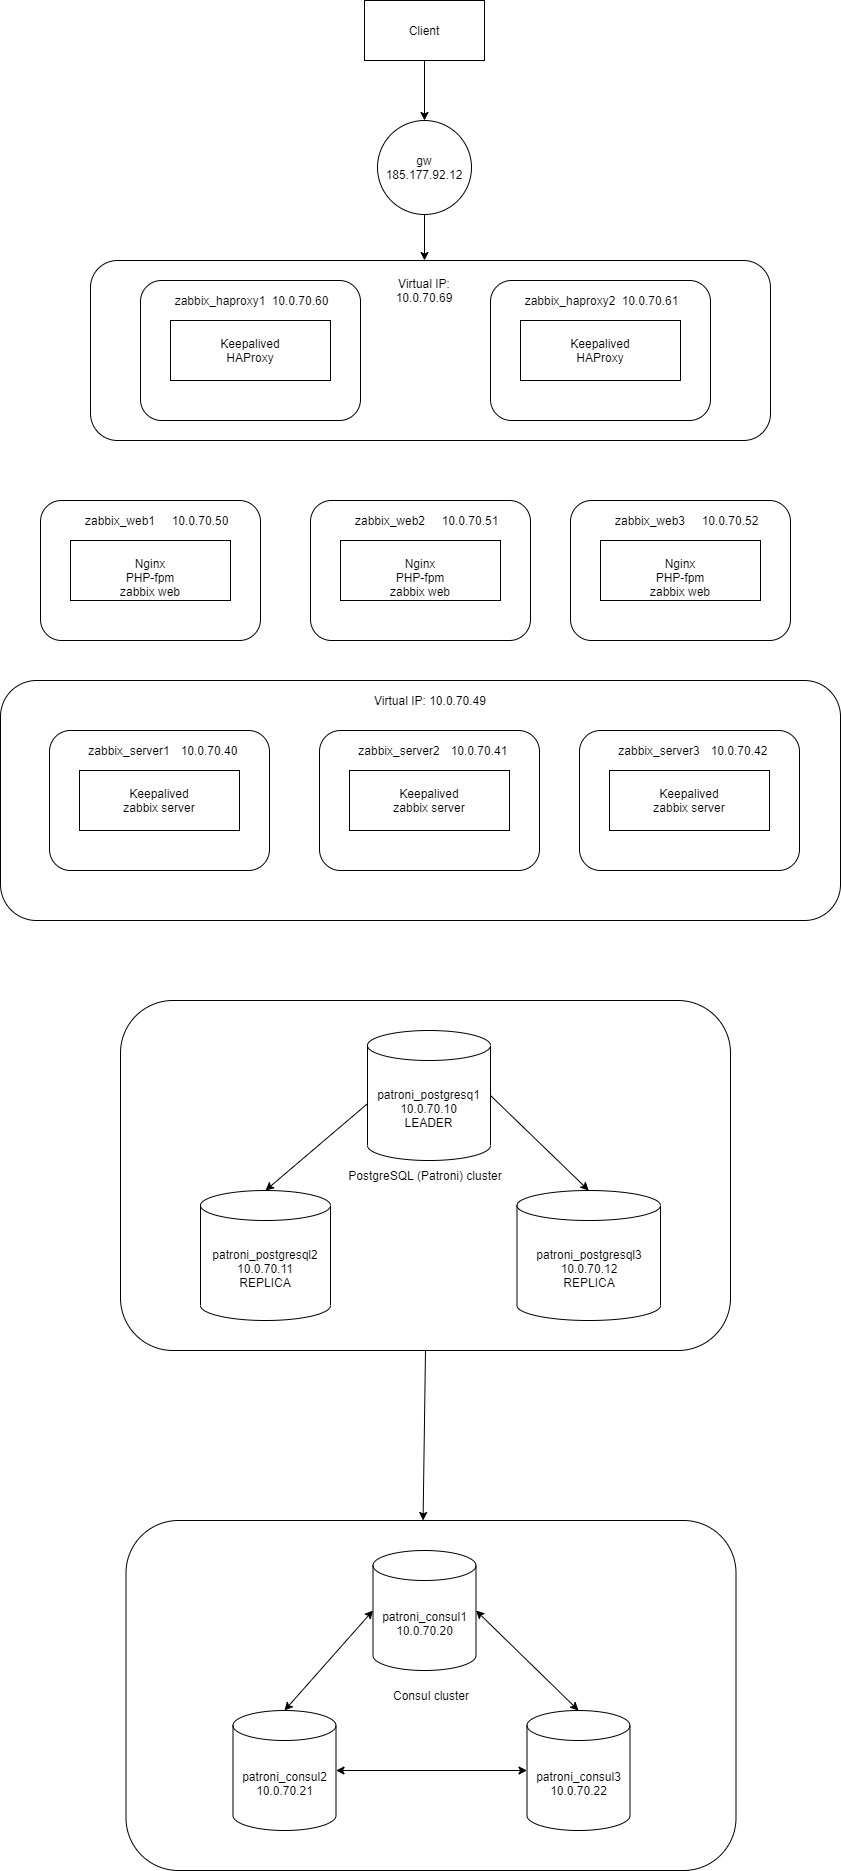 Client
gw
185.177.92.12
Virtual IP:
10.0.70.69
zabbix_haproxy1 10.0.70.60
Keepalived
HAProxy
zabbix_haproxy2 10.0.70.61
Keepalived
HAProxy
zabbix_web1 10.0.70.50
Nginx
PHP-fpm
zabbix web
zabbix_web2 10.0.70.51
Nginx
PHP-fpm
zabbix web
zabbix_web3 10.0.70.52
Nginx
PHP-fpm
zabbix web
Virtual IP: 10.0.70.49
zabbix_server1 10.0.70.40
Keepalived
zabbix server
zabbix_server2 10.0.70.41
Keepalived
zabbix server
zabbix_server3 10.0.70.42
Keepalived
zabbix server
patroni_postgresq1
10.0.70.10
LEADER
PostgreSQL (Patroni) cluster
patroni_postgresql2
10.0.70.11
REPLICA
patroni_postgresql3
10.0.70.12
REPLICA
patroni_consul1
10.0.70.20
Consul cluster
patroni_consul2
10.0.70.21
patroni_consul3
10.0.70.22